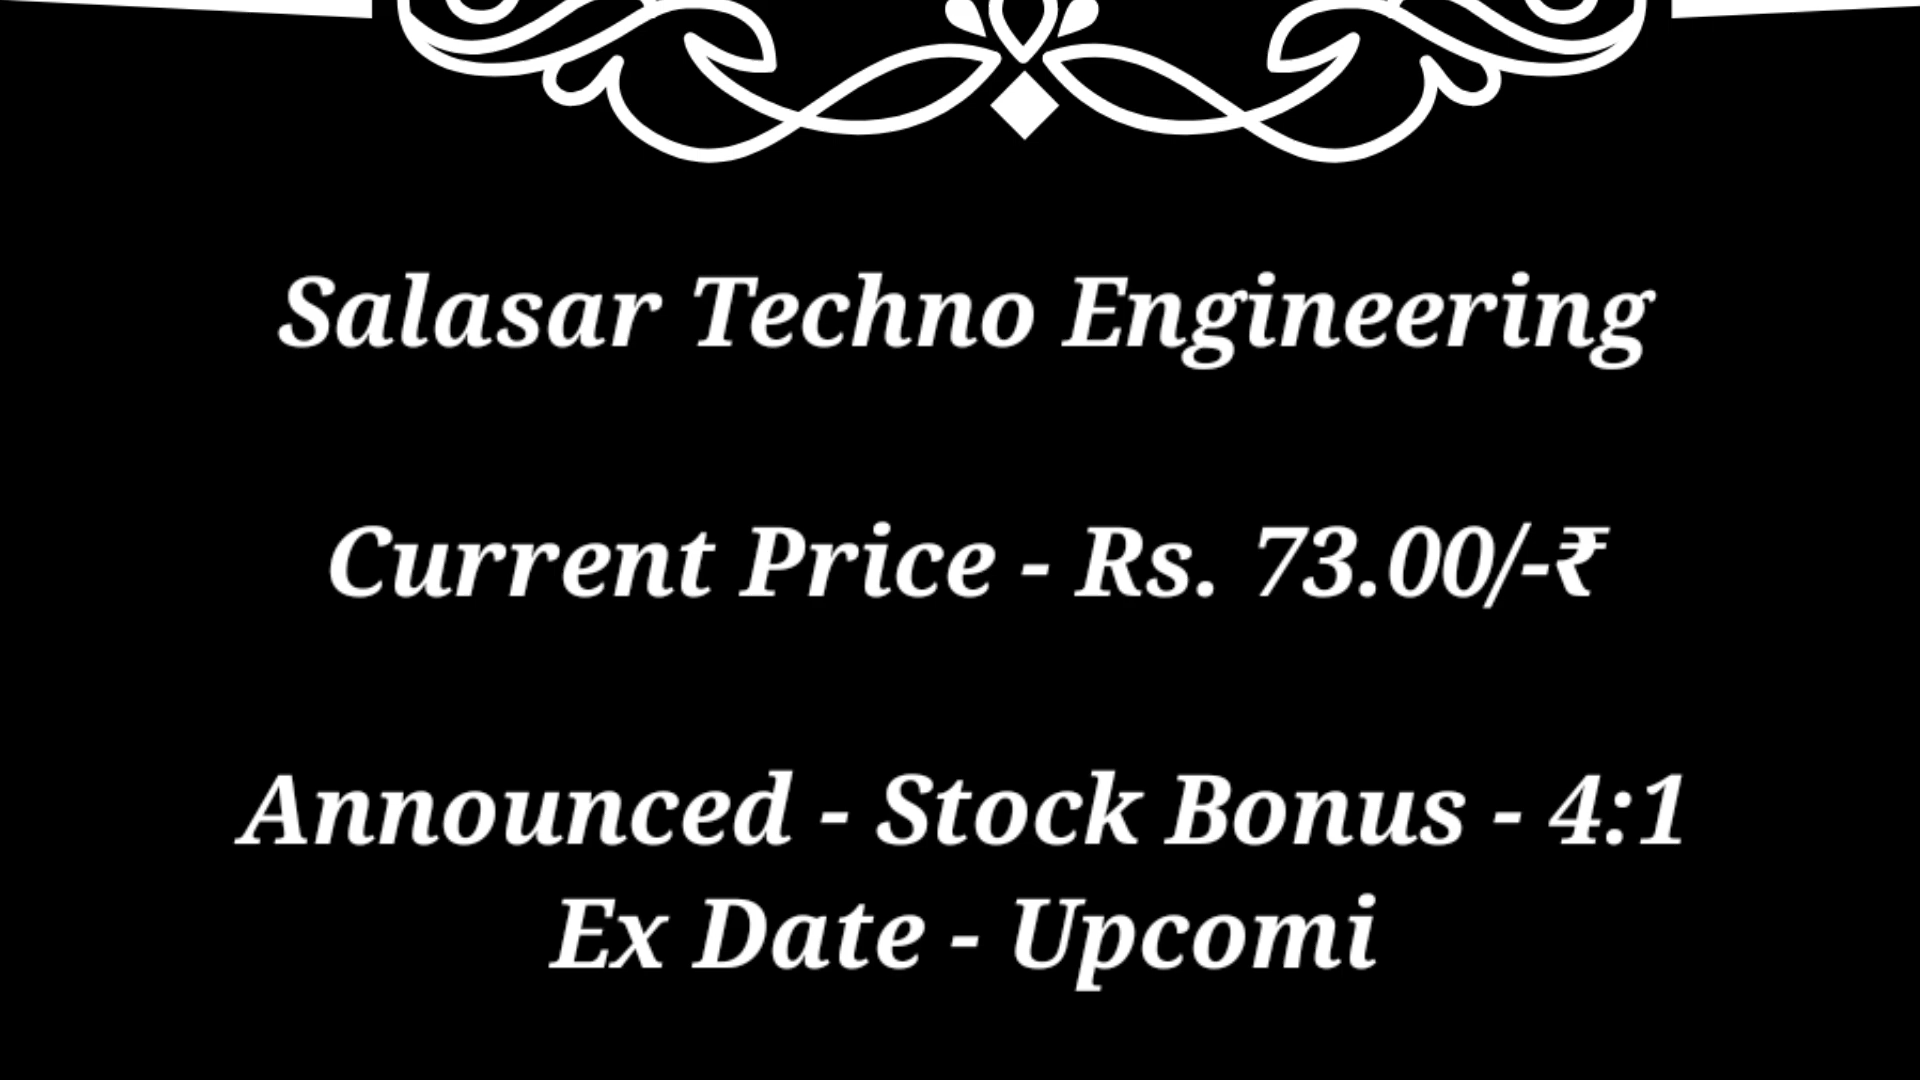 Salasar Techno Engineering
Current Price - Rs. 73.00/-₹
Announced - Stock Bonus - 4:1
Ex Date - Upcomi